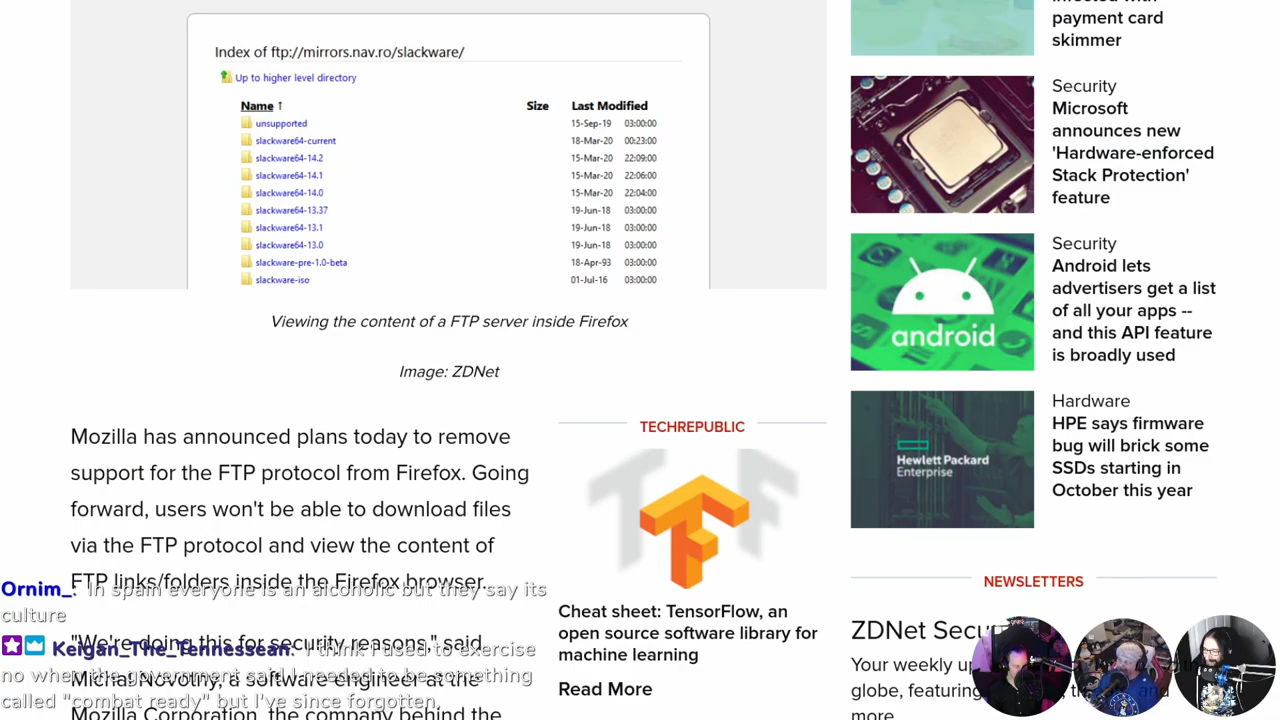 Index of ftp://mirrors.nav.ro/slackware/
Up to higher level directory
Name ↑ Size Last Modified
unsupported 15-Sep-19 03:00:00
slackware64-current 18-Mar-20 00:23:00
slackware64-14.2 15-Mar-20 22:09:00
slackware64-14.1 15-Mar-20 22:06:00
slackware64-14.0 15-Mar-20 22:04:00
slackware64-13.37 19-Jun-18 03:00:00
slackware64-13.1 19-Jun-18 03:00:00
slackware64-13.0 19-Jun-18 03:00:00
slackware-pre-1.0-beta 18-Apr-93 03:00:00
slackware-iso 01-Jul-16 03:00:00
Viewing the content of a FTP server inside Firefox
Image: ZDNet
Mozilla has announced plans today to remove
support for the FTP protocol from Firefox. Going
forward, users won't be able to download files
via the FTP protocol and view the content of
FTP links/folders inside the Firefox browser.
"We're doing this for security reasons," said
Michal Novotny, a software engineer at the
Mozilla Corporation, the company behind the
Ornim_: In spain everyone is an alcoholic but they say its
culture
Keigan_The_Tennessean: I think I used to exercise
no when the government said I needed to be something
called "combat ready" but I've since forgotten.
TECHREPUBLIC
Cheat sheet: TensorFlow, an
open source software library for
machine learning
Read More
infected with
payment card
skimmer
Security
Microsoft
announces new
'Hardware-enforced
Stack Protection'
feature
android
Security
Android lets
advertisers get a list
of all your apps --
and this API feature
is broadly used
Hewlett Packard
Enterprise
Hardware
HPE says firmware
bug will brick some
SSDs starting in
October this year
NEWSLETTERS
ZDNet Secu
Your weekly up
globe, featuring
more